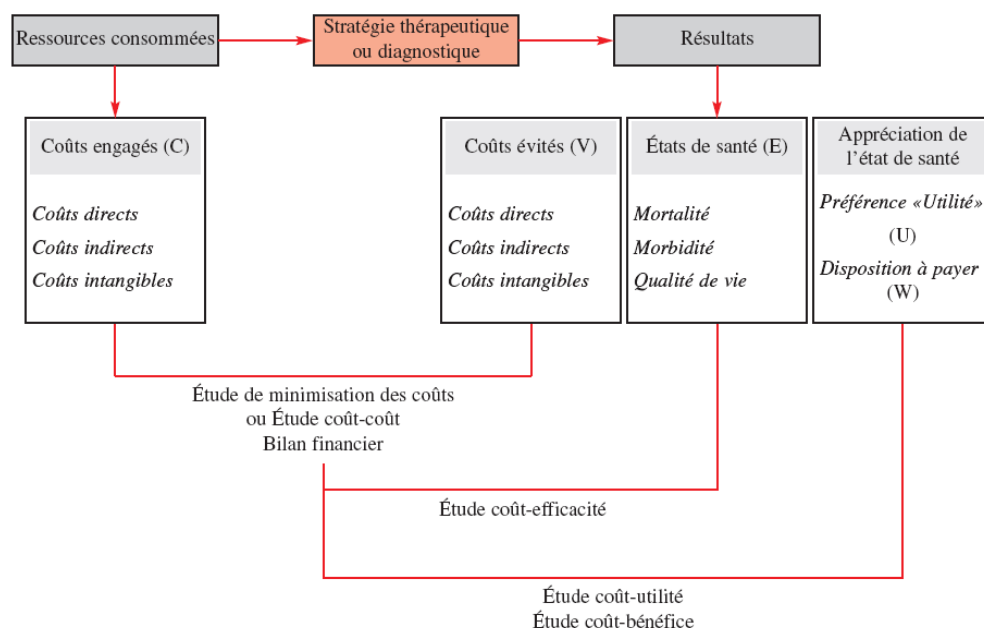 Ressources consommées
Stratégie thérapeutique
ou diagnostique
Résultats
Coûts engagés (C)
Coûts directs
Coûts indirects
Coûts intangibles
Coûts évités (V)
Coûts directs
Coûts indirects
Coûts intangibles
États de santé (E)
Mortalité
Morbidité
Qualité de vie
Appréciation de
l’état de santé
Préférence «Utilité»
(U)
Disposition à payer
(W)
Étude de minimisation des coûts
ou Étude coût-coût
Bilan financier
Étude coût-efficacité
Étude coût-utilité
Étude coût-bénéfice